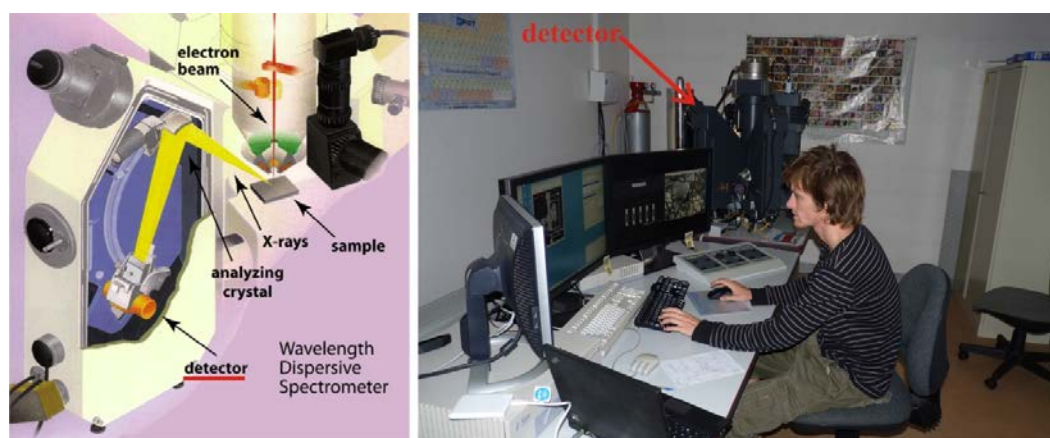 electron
beam
X-rays
sample
analyzing
crystal
detector
Wavelength
Dispersive
Spectrometer
detector